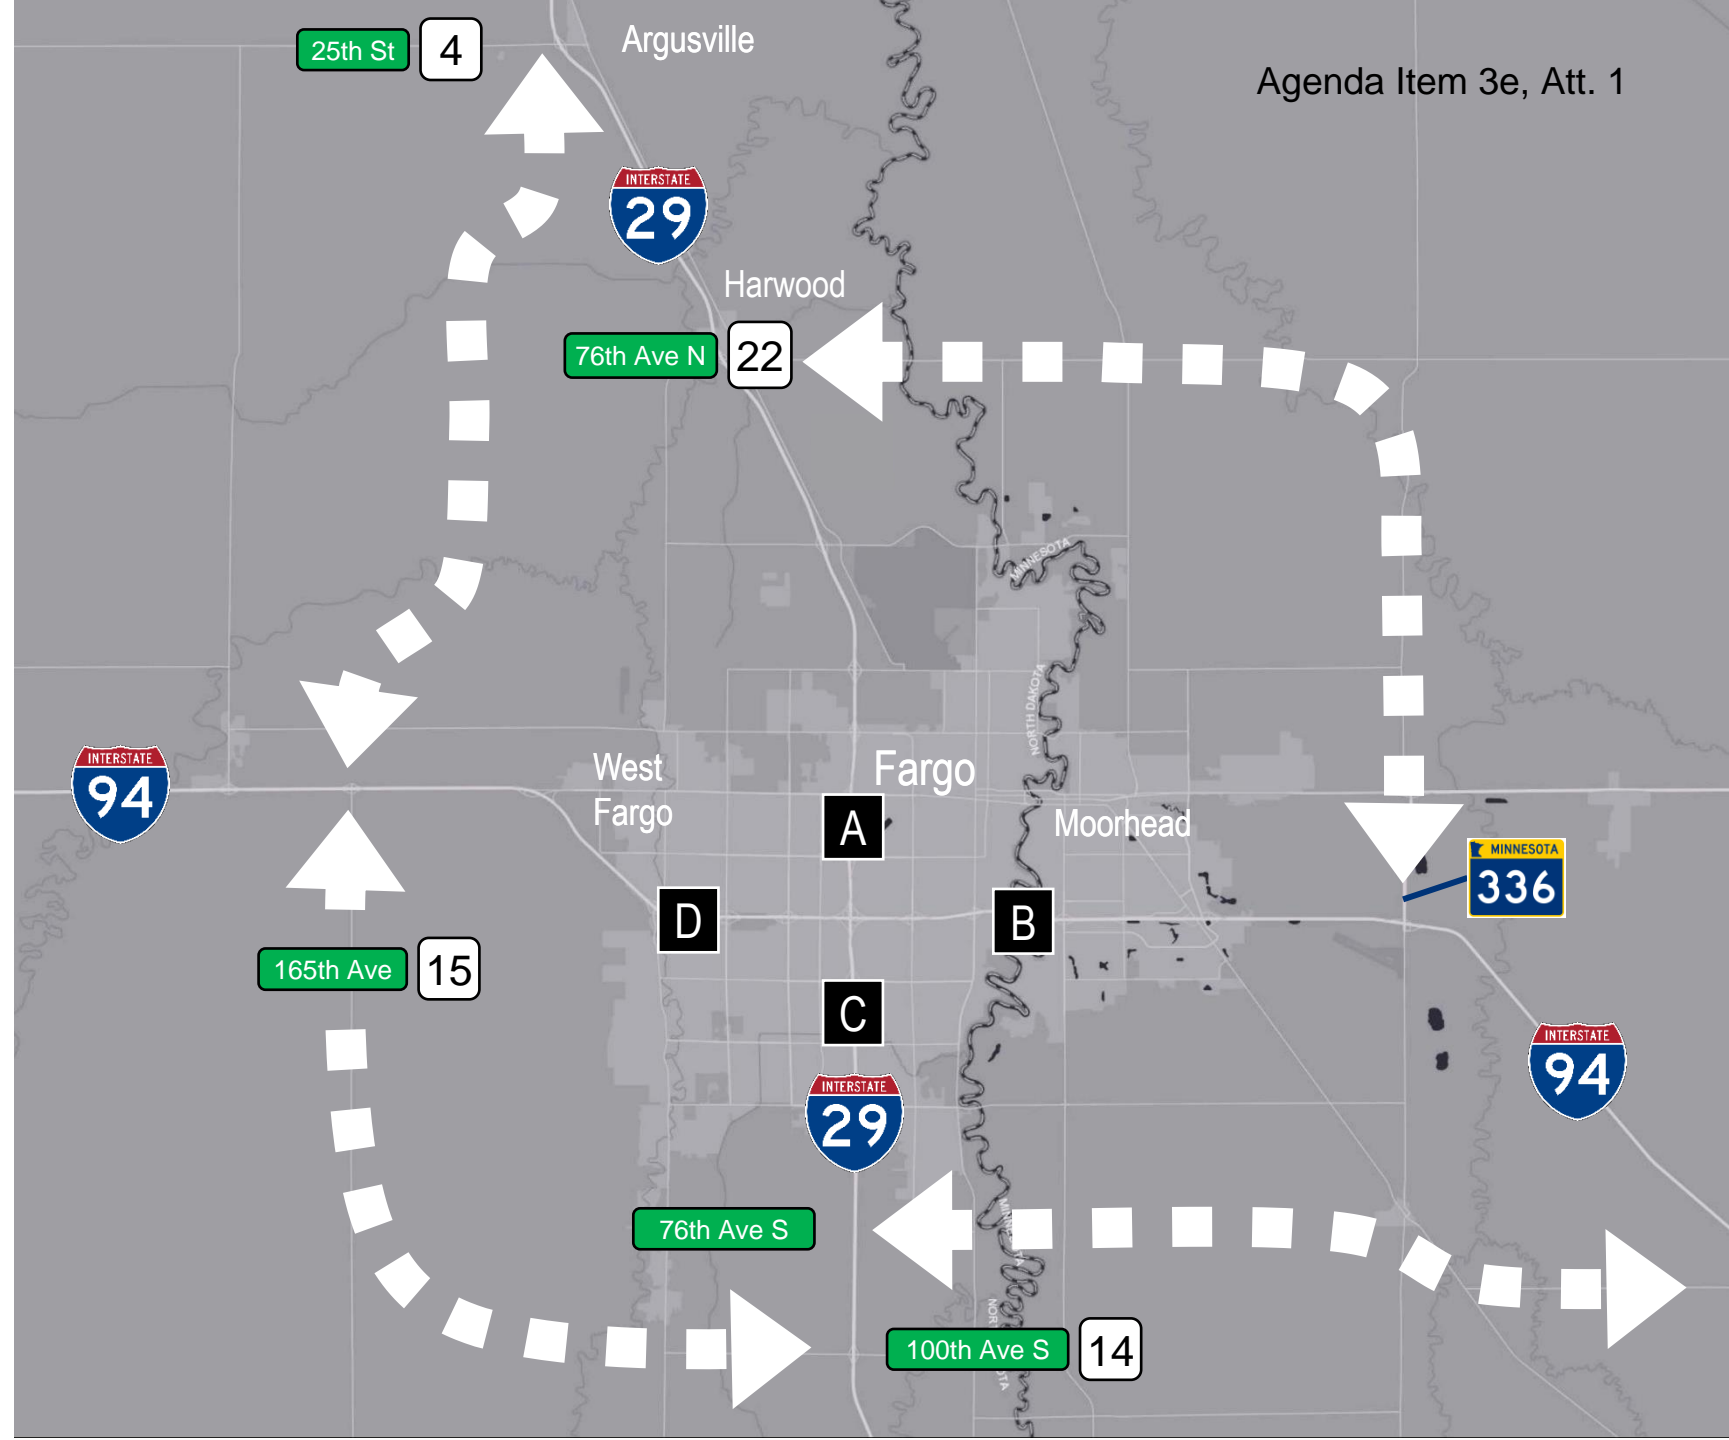 25th St
4
Argusville
Agenda Item 3e, Att. 1
INTERSTATE
29
Harwood
76th Ave N
22
MINNESOTA
NORTH DAKOTA
INTERSTATE
94
West
Fargo
Fargo
A
Moorhead
MINNESOTA
336
D
B
165th Ave
15
C
INTERSTATE
29
INTERSTATE
94
76th Ave S
100th Ave S
14